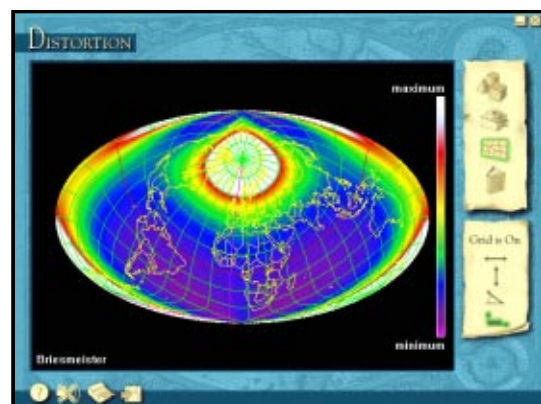 DISTORTION
maximum
Grid is On
minimum
Briesmeister
?